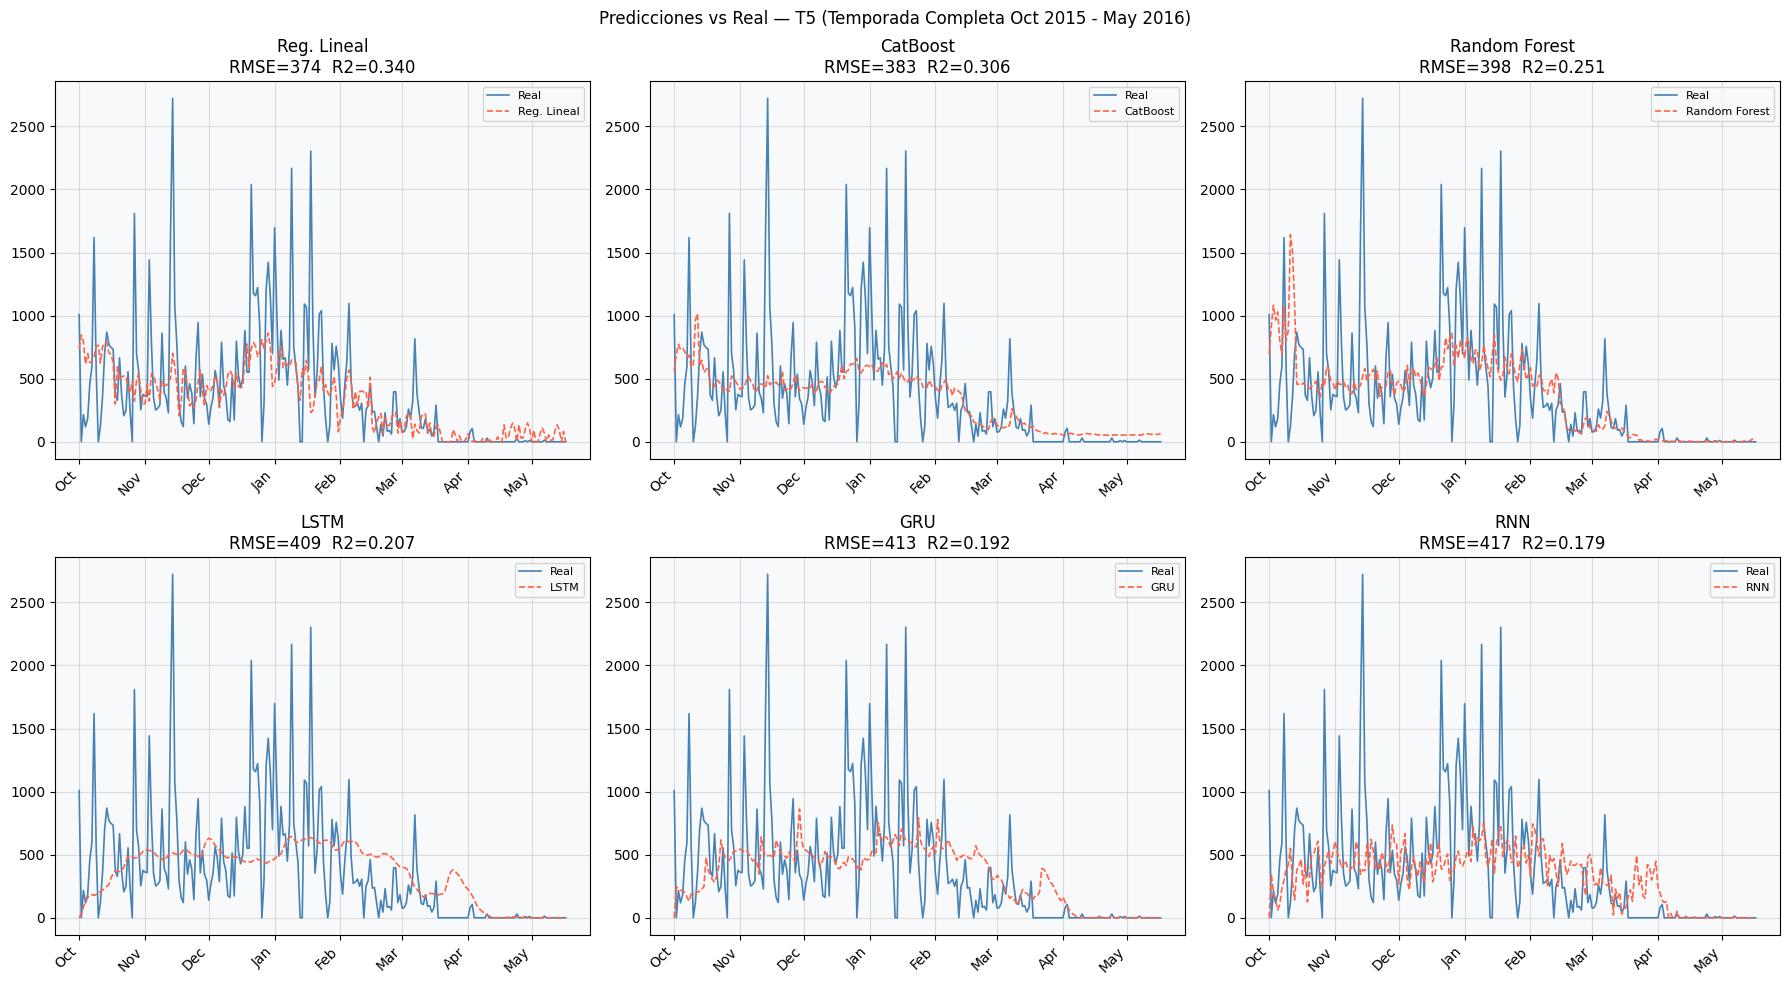 Predicciones vs Real — T5 (Temporada Completa Oct 2015 - May 2016)
Reg. Lineal
RMSE=374  R2=0.340
Real
Reg. Lineal
2500
2000
1500
1000
500
0
Oct
Nov
Dec
Jan
Feb
Mar
Apr
May
CatBoost
RMSE=383  R2=0.306
Real
CatBoost
2500
2000
1500
1000
500
0
Oct
Nov
Dec
Jan
Feb
Mar
Apr
May
Random Forest
RMSE=398  R2=0.251
Real
Random Forest
2500
2000
1500
1000
500
0
Oct
Nov
Dec
Jan
Feb
Mar
Apr
May
LSTM
RMSE=409  R2=0.207
Real
LSTM
2500
2000
1500
1000
500
0
Oct
Nov
Dec
Jan
Feb
Mar
Apr
May
GRU
RMSE=413  R2=0.192
Real
GRU
2500
2000
1500
1000
500
0
Oct
Nov
Dec
Jan
Feb
Mar
Apr
May
RNN
RMSE=417  R2=0.179
Real
RNN
2500
2000
1500
1000
500
0
Oct
Nov
Dec
Jan
Feb
Mar
Apr
May